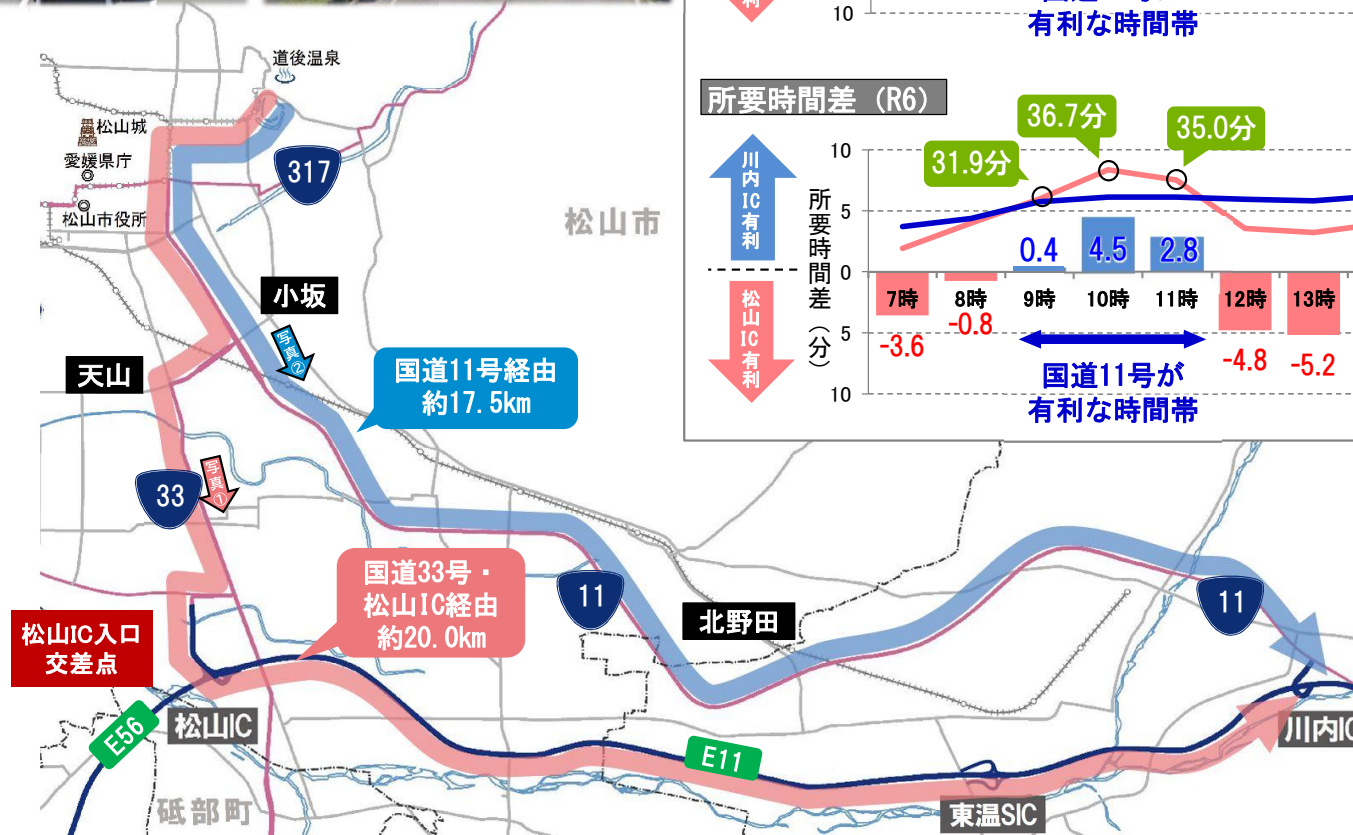 10
有利な時間帯
所要時間差（R6）
川内IC有利
松山IC有利
所要時間差（分）
10
5
0
5
10
31.9分
36.7分
35.0分
0.4
4.5
2.8
7時
8時
9時
10時
11時
12時
13時
-3.6
-0.8
-4.8
-5.2
国道11号が
有利な時間帯
道後温泉
松山城
愛媛県庁
松山市役所
317
松山市
小坂
写真②
天山
国道11号経由
約17.5km
33
写真①
国道33号・
松山IC経由
約20.0km
11
北野田
11
松山IC入口
交差点
松山IC
E56
E11
川内IC
東温SIC
砥部町